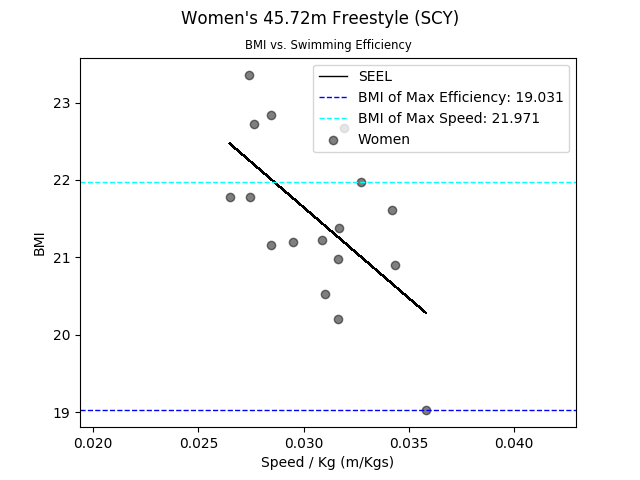 Women's 45.72m Freestyle (SCY)
BMI vs. Swimming Efficiency
SEEL
BMI of Max Efficiency: 19.031
BMI of Max Speed: 21.971
Women
23
22
21
20
19
BMI
0.020 0.025 0.030 0.035 0.040
Speed / Kg (m/Kgs)